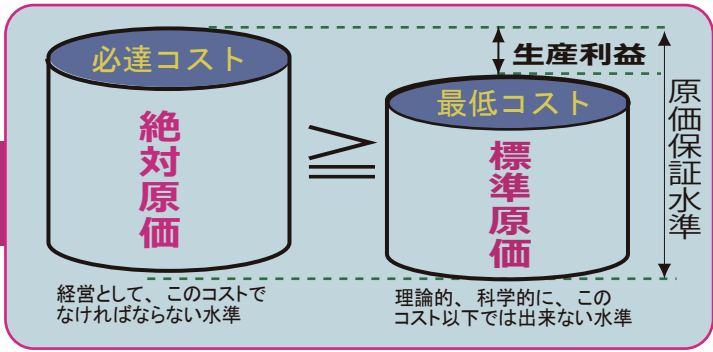 必達コスト
絶対原価
経営として、このコストで
なければならない水準
≧
生産利益
最低コスト
標準原価
理論的、科学的に、この
コスト以下では出来ない水準
原価保証水準